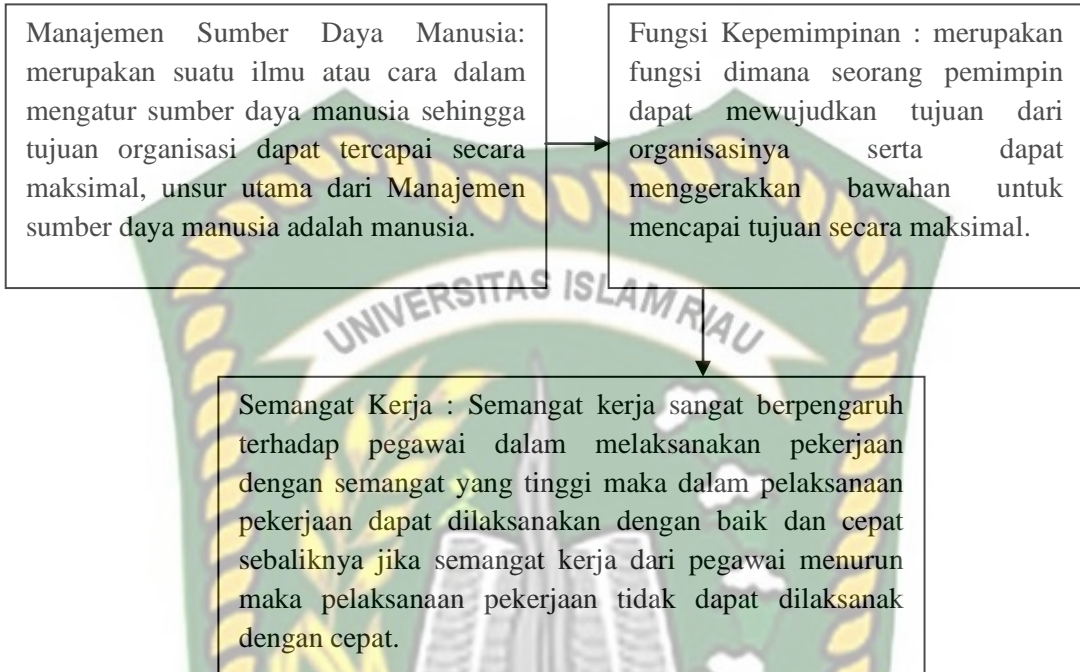 Manajemen Sumber Daya Manusia:
merupakan suatu ilmu atau cara dalam
mengatur sumber daya manusia sehingga
tujuan organisasi dapat tercapai secara
maksimal, unsur utama dari Manajemen
sumber daya manusia adalah manusia.
Fungsi Kepemimpinan : merupakan
fungsi dimana seorang pemimpin
dapat mewujudkan tujuan dari
organisasinya serta dapat
menggerakkan bawahan untuk
mencapai tujuan secara maksimal.
UNIVERSITAS ISLAM RIAU
Semangat Kerja : Semangat kerja sangat berpengaruh
terhadap pegawai dalam melaksanakan pekerjaan
dengan semangat yang tinggi maka dalam pelaksanaan
pekerjaan dapat dilaksanakan dengan baik dan cepat
sebaliknya jika semangat kerja dari pegawai menurun
maka pelaksanaan pekerjaan tidak dapat dilaksanak
dengan cepat.